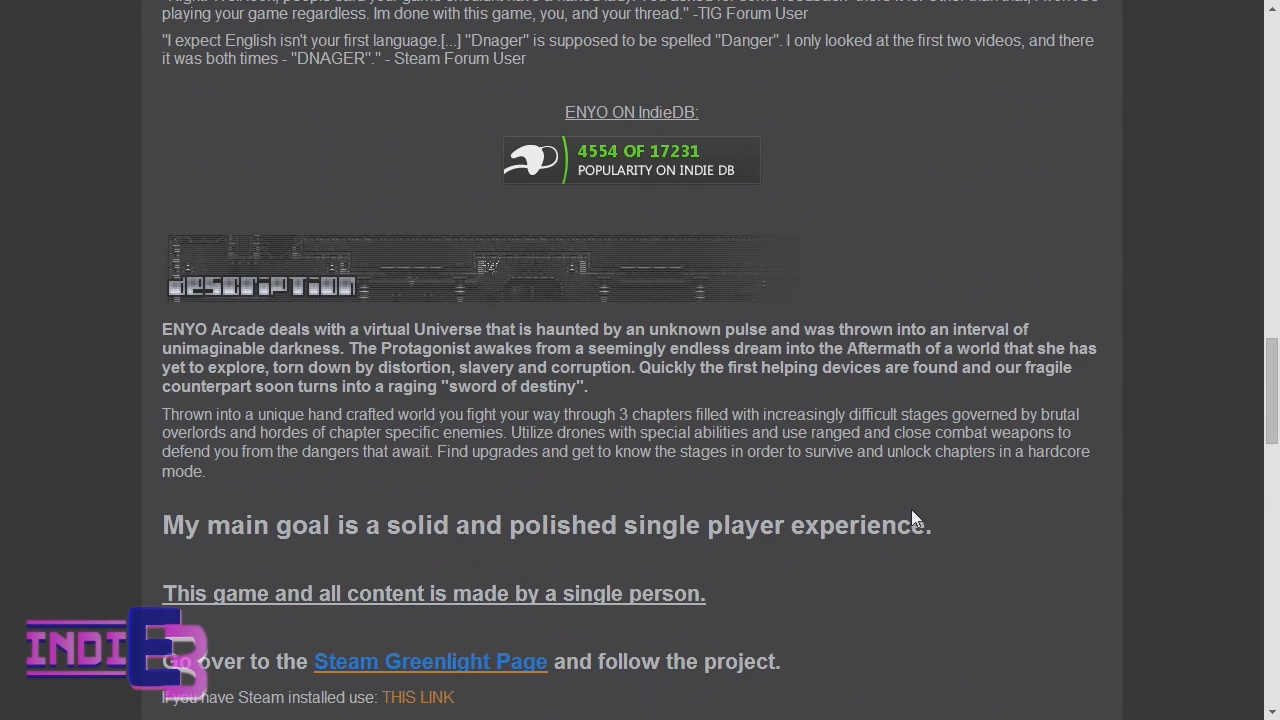 playing your game regardless. Im done with this game, you, and your thread." -TIG Forum User
"I expect English isn't your first language.[...] "Dnager" is supposed to be spelled "Danger". I only looked at the first two videos, and there
it was both times - "DNAGER"." - Steam Forum User
ENYO ON IndieDB:
4554 OF 17231
POPULARITY ON INDIE DB
DESCRIPTION
ENYO Arcade deals with a virtual Universe that is haunted by an unknown pulse and was thrown into an interval of
unimaginable darkness. The Protagonist awakes from a seemingly endless dream into the Aftermath of a world that she has
yet to explore, torn down by distortion, slavery and corruption. Quickly the first helping devices are found and our fragile
counterpart soon turns into a raging "sword of destiny".
Thrown into a unique hand crafted world you fight your way through 3 chapters filled with increasingly difficult stages governed by brutal
overlords and hordes of chapter specific enemies. Utilize drones with special abilities and use ranged and close combat weapons to
defend you from the dangers that await. Find upgrades and get to know the stages in order to survive and unlock chapters in a hardcore
mode.
My main goal is a solid and polished single player experience.
This game and all content is made by a single person.
Go over to the Steam Greenlight Page and follow the project.
If you have Steam installed use: THIS LINK
INDIE3